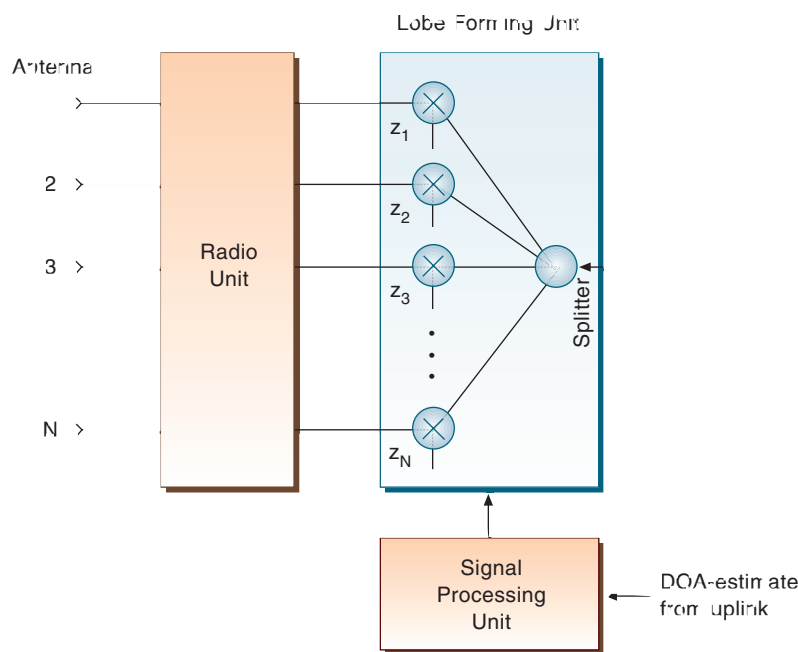 Lobe Forming Unit
Antenna
z1
2
z2
3
Radio
Unit
z3
Splitter
N
zN
Signal
Processing
Unit
DOA-estimate
from uplink